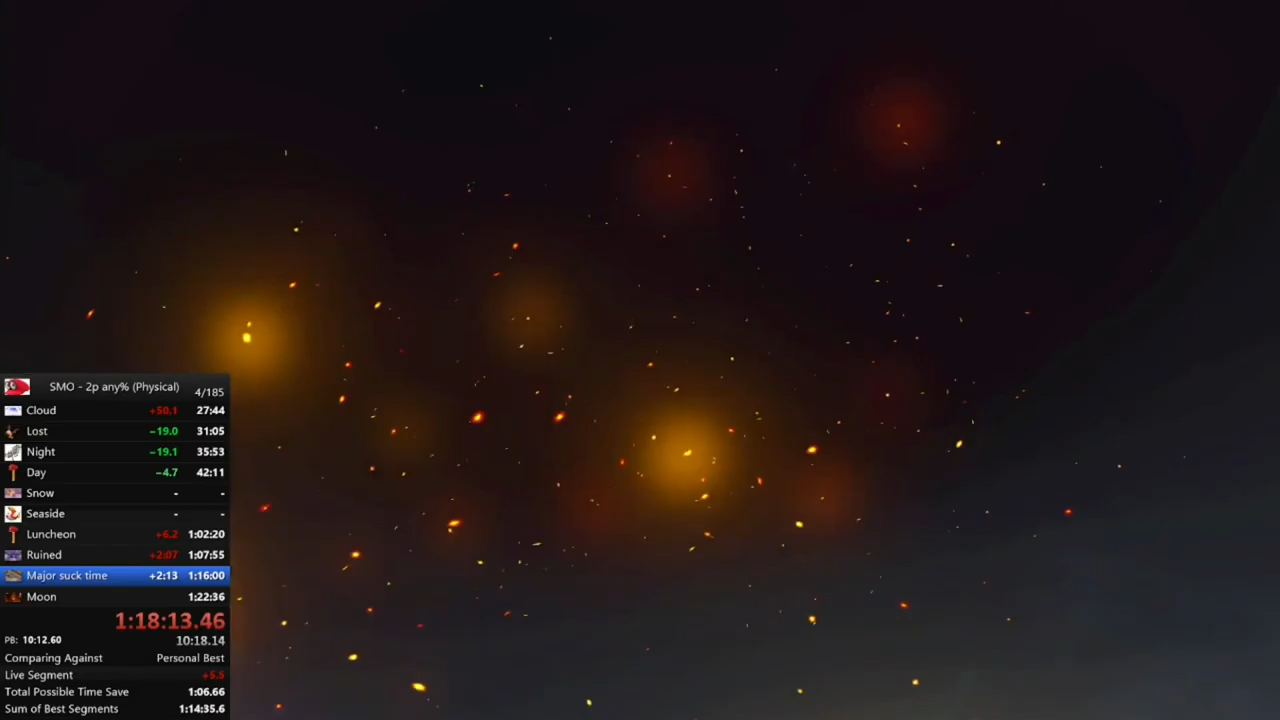 SMO - 2p any% (Physical) 4/185
Cloud +50.1 27:44
Lost −19.0 31:05
Night −19.1 35:53
Day −4.7 42:11
Snow - -
Seaside - -
Luncheon +6.2 1:02:20
Ruined +2:07 1:07:55
Major suck time +2:13 1:16:00
Moon 1:22:36
1:18:13.46
PB: 10:12.60 10:18.14
Comparing Against Personal Best
Live Segment +5.5
Total Possible Time Save 1:06.66
Sum of Best Segments 1:14:35.6